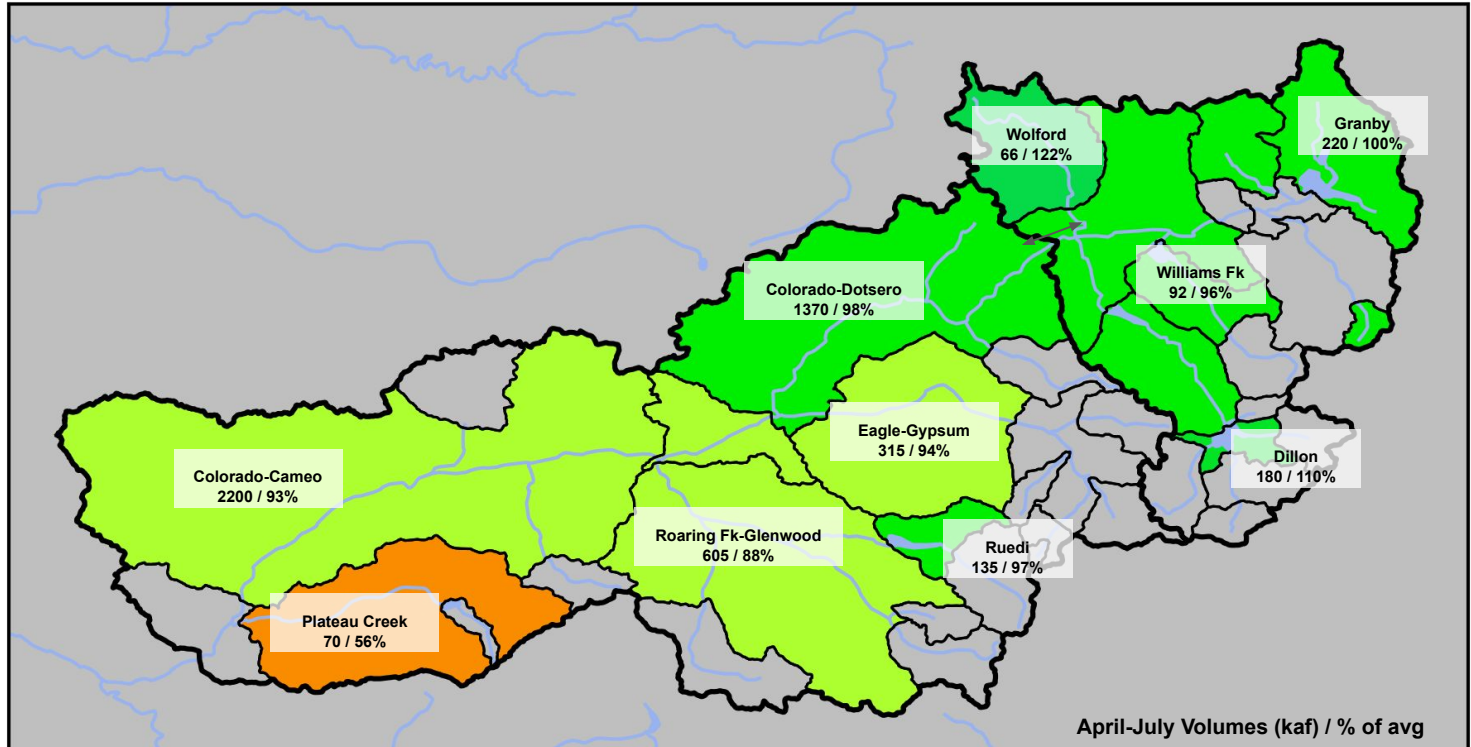 Wolford
66 / 122%
Granby
220 / 100%
Colorado-Dotsero
1370 / 98%
Williams Fk
92 / 96%
Eagle-Gypsum
315 / 94%
Dillon
180 / 110%
Colorado-Cameo
2200 / 93%
Roaring Fk-Glenwood
605 / 88%
Ruedi
135 / 97%
Plateau Creek
70 / 56%
April-July Volumes (kaf) / % of avg